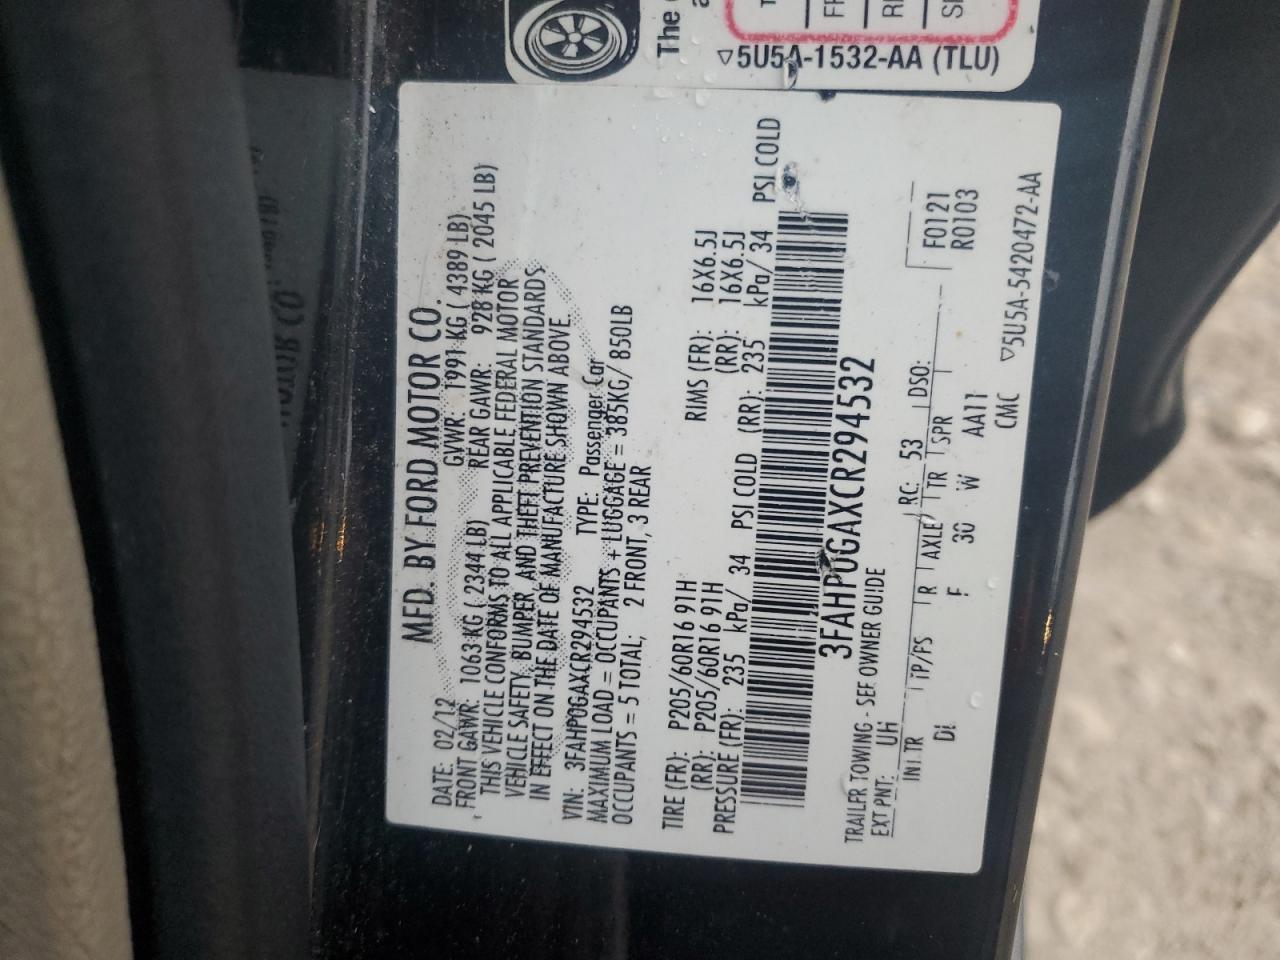 The
5U5A-1532-AA (TLU)
MFD. BY FORD MOTOR CO.
DATE: 02/12 GVWR: 1991 KG ( 4389 LB)
FRONT GAWR: 1063 KG ( 2344 LB) REAR GAWR: 928 KG ( 2045 LB)
THIS VEHICLE CONFORMS TO ALL APPLICABLE FEDERAL MOTOR
VEHICLE SAFETY, BUMPER, AND THEFT PREVENTION STANDARDS
IN EFFECT ON THE DATE OF MANUFACTURE SHOWN ABOVE.
VIN: 3FAHP0GAXCR294532 TYPE: Passenger Car
MAXIMUM LOAD = OCCUPANTS + LUGGAGE = 385KG/ 850LB
OCCUPANTS = 5 TOTAL, 2 FRONT, 3 REAR
TIRE (FR): P205/60R16 91H RIMS (FR): 16X6.5J
(RR): P205/60R16 91H (RR): 16X6.5J
PRESSURE (FR): 235 kPa/ 34 PSI COLD (RR): 235 kPa/ 34 PSI COLD
3FAHP0GAXCR294532
TRAILER TOWING - SEE OWNER GUIDE
EXT PNT: UH RC: 53 DSO: F0121
R0103
INT TR TP/PS R AXLE TR SPR
DL F 30 W AA11
CMC 5U5A-5420472-AA